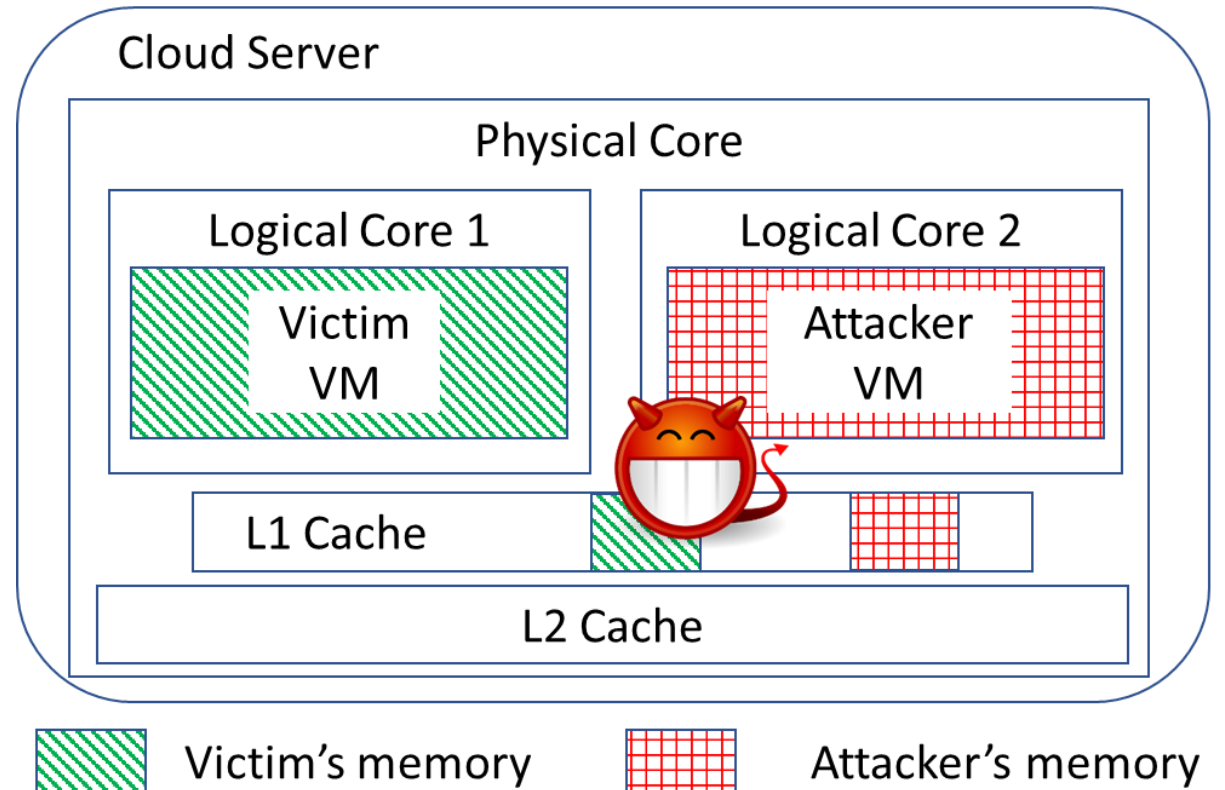 Cloud Server
Physical Core
Logical Core 1
Logical Core 2
Victim
VM
Attacker
VM
L1 Cache
L2 Cache
Victim's memory
Attacker's memory